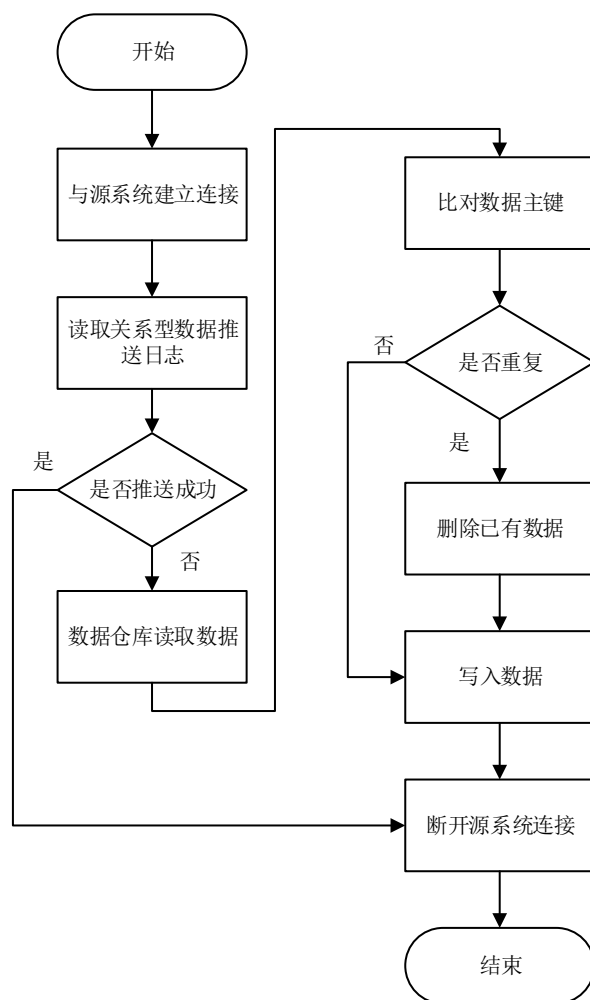 开始
与源系统建立连接
读取关系型数据推
送日志
是
是否推送成功
否
数据仓库读取数据
比对数据主键
否
是否重复
是
删除已有数据
写入数据
断开源系统连接
结束